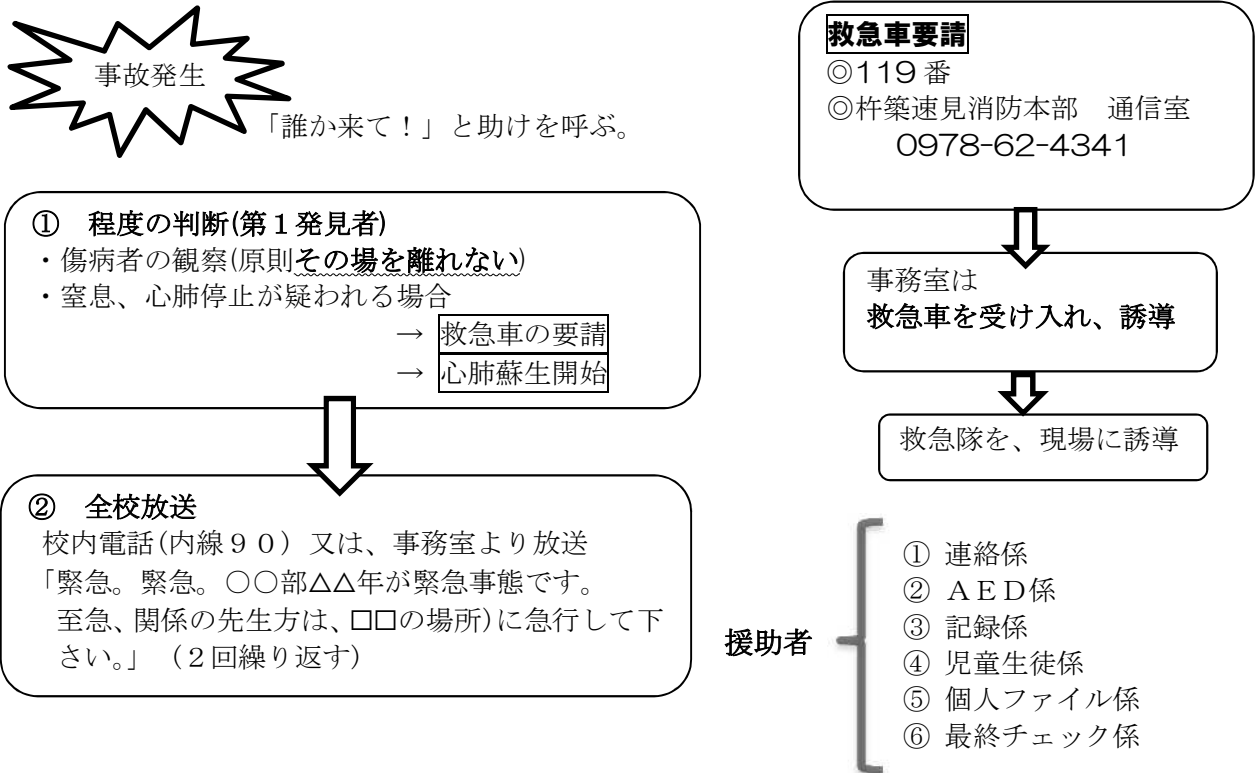 事故発生
「誰か来て！」と助けを呼ぶ。
① 程度の判断(第１発見者)
・傷病者の観察(原則その場を離れない)
・窒息、心肺停止が疑われる場合
→ 救急車の要請
→ 心肺蘇生開始
② 全校放送
校内電話(内線９０）又は、事務室より放送
「緊急。緊急。〇〇部△△年が緊急事態です。
至急、関係の先生方は、□□の場所)に急行して下
さい。」（２回繰り返す）
救急車要請
◎119番
◎杵築速見消防本部　通信室
0978-62-4341
事務室は
救急車を受け入れ、誘導
救急隊を、現場に誘導
援助者
① 連絡係
② ＡＥＤ係
③ 記録係
④ 児童生徒係
⑤ 個人ファイル係
⑥ 最終チェック係